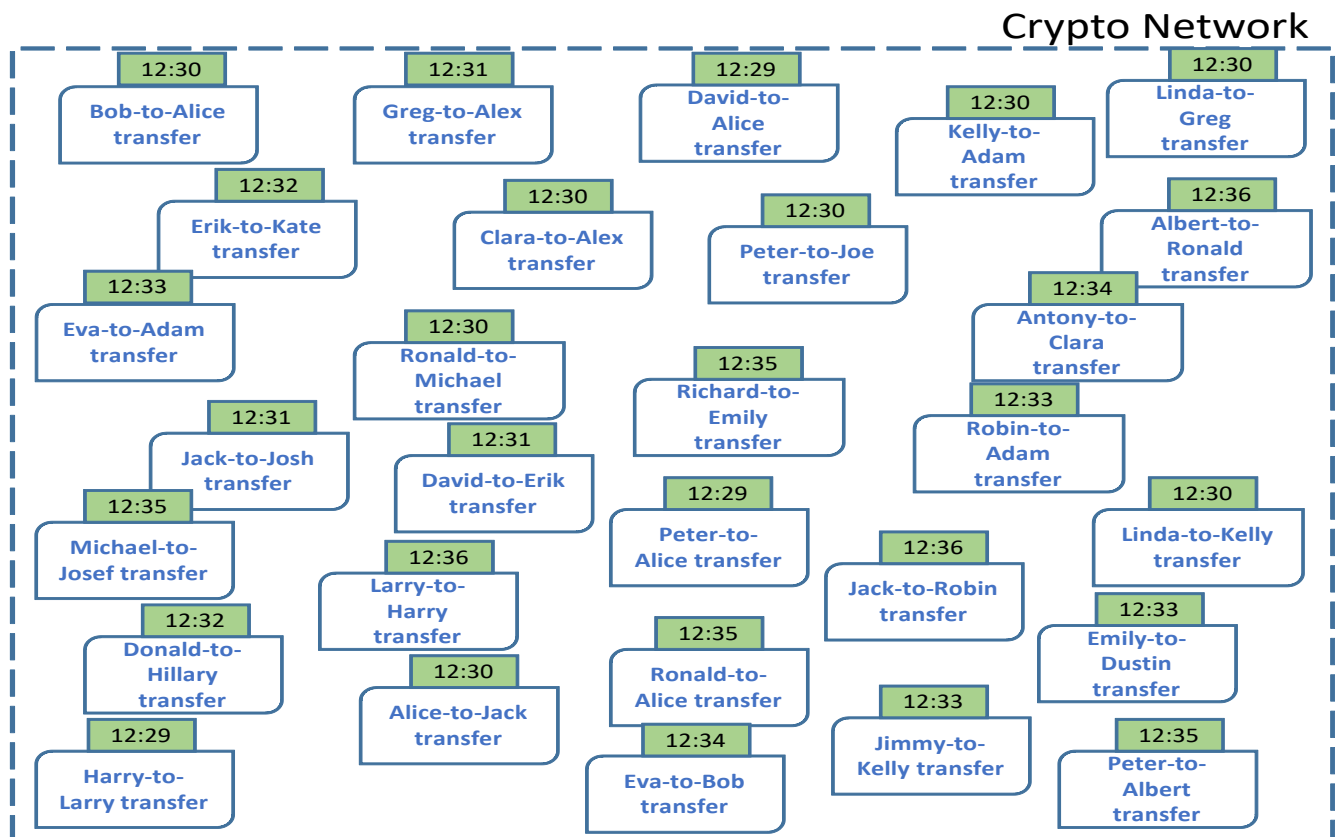 Crypto Network
12:30
Bob-to-Alice
transfer
12:31
Greg-to-Alex
transfer
12:29
David-to-
Alice
transfer
12:30
Kelly-to-
Adam
transfer
12:30
Linda-to-
Greg
transfer
12:32
Erik-to-Kate
transfer
12:30
Clara-to-Alex
transfer
12:30
Peter-to-Joe
transfer
12:36
Albert-to-
Ronald
transfer
12:33
Eva-to-Adam
transfer
12:30
Ronald-to-
Michael
transfer
12:35
Richard-to-
Emily
transfer
12:34
Antony-to-
Clara
transfer
12:31
Jack-to-Josh
transfer
12:31
David-to-Erik
transfer
12:33
Robin-to-
Adam
transfer
12:35
Michael-to-
Josef transfer
12:36
Larry-to-
Harry
transfer
12:29
Peter-to-
Alice transfer
12:36
Jack-to-Robin
transfer
12:30
Linda-to-Kelly
transfer
12:32
Donald-to-
Hillary
transfer
12:30
Alice-to-Jack
transfer
12:35
Ronald-to-
Alice transfer
12:33
Emily-to-
Dustin
transfer
12:29
Harry-to-
Larry transfer
12:34
Eva-to-Bob
transfer
12:33
Jimmy-to-
Kelly transfer
12:35
Peter-to-
Albert
transfer